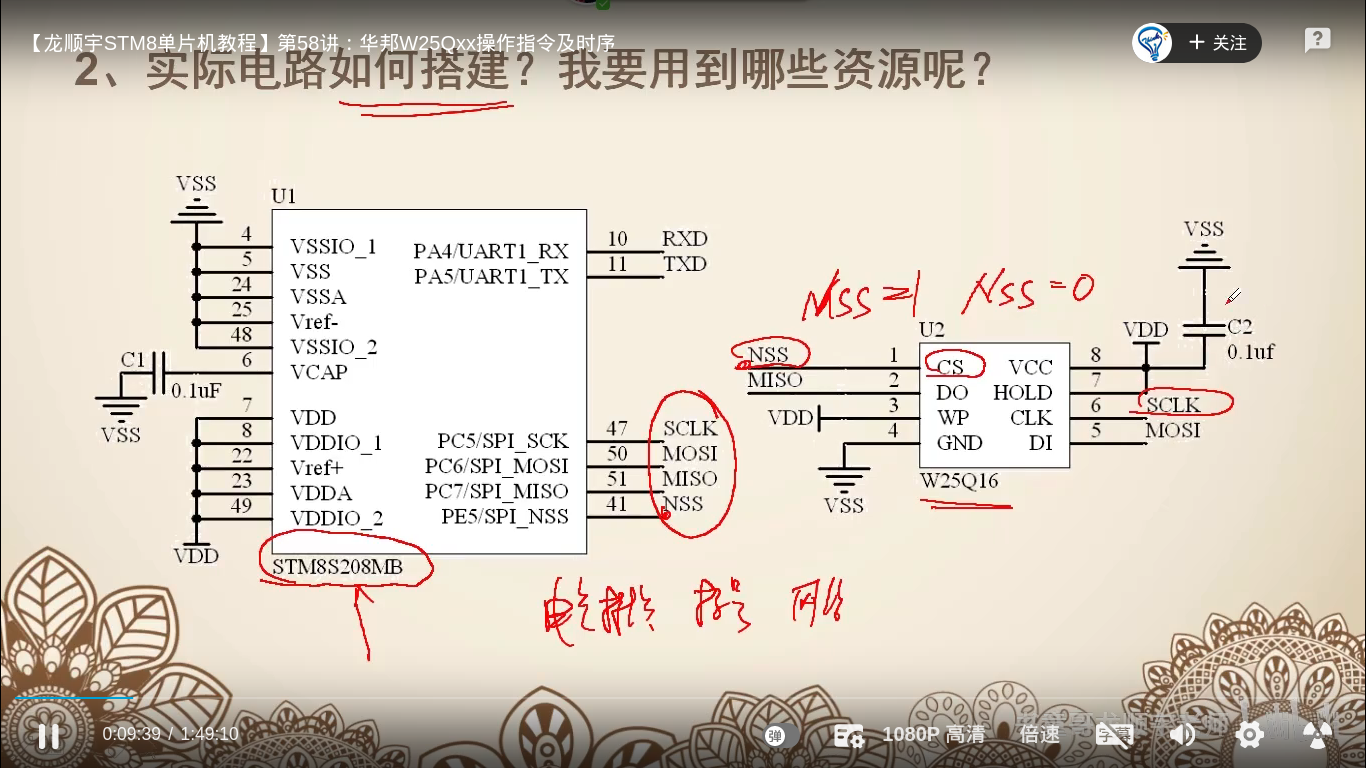 【龙顺宇STM8单片机教程】第58讲：华邦W25Qxx操作指令及时序
+ 关注
?
2、实际电路如何搭建？我要用到哪些资源呢？
VSS
U1
4 VSSIO_1
5 VSS
24 VSSA
25 Vref-
48 VSSIO_2
6 VCAP
C1
0.1uF
VSS
7 VDD
8 VDDIO_1
22 Vref+
23 VDDA
49 VDDIO_2
VDD
STM8S208MB
PA4/UART1_RX 10 RXD
PA5/UART1_TX 11 TXD
PC5/SPI_SCK 47 SCLK
PC6/SPI_MOSI 50 MOSI
PC7/SPI_MISO 51 MISO
PE5/SPI_NSS 41 NSS
NSS=1 NSS=0
U2
NSS 1 CS
MISO 2 DO
VDD 3 WP
4 GND
VSS
VCC 8
HOLD 7
CLK 6 SCLK
DI 5 MOSI
W25Q16
VDD
VSS
C2
0.1uf
电气 网络
0:09:39 / 1:49:10
弹
1080P 高清
倍速
字幕